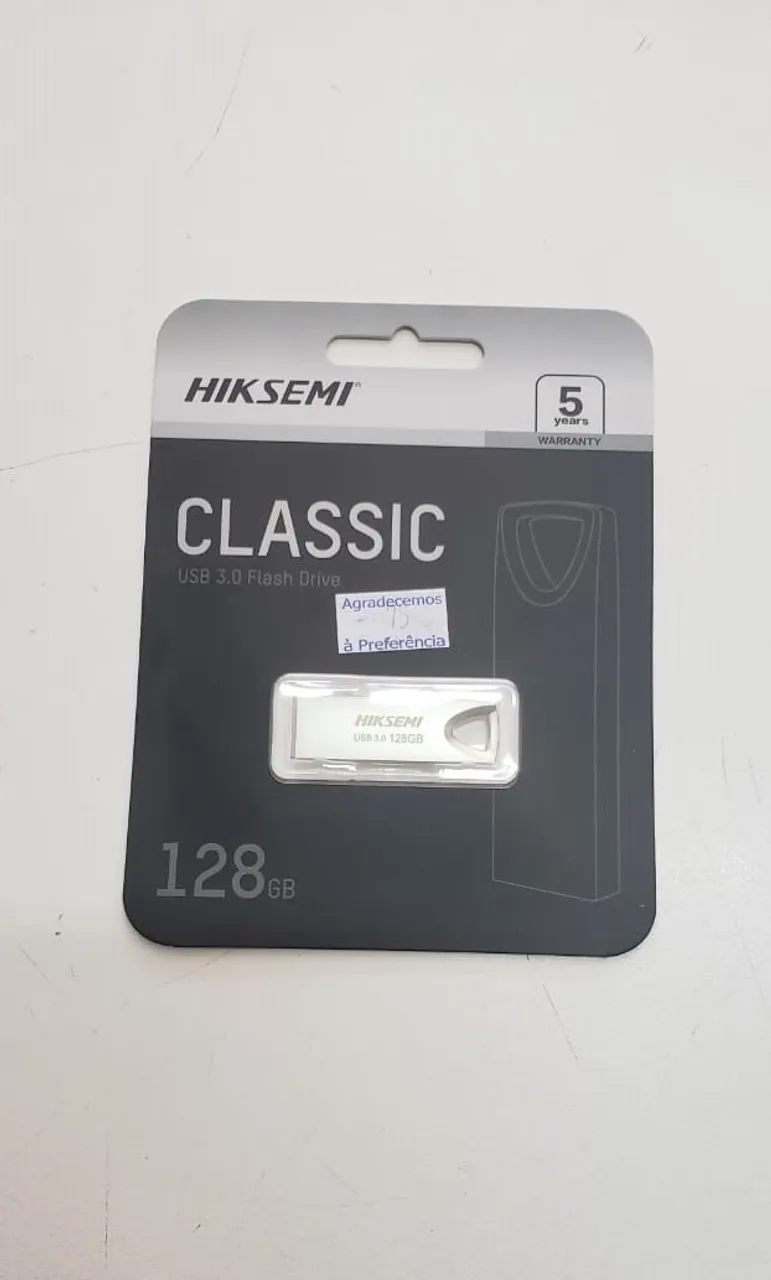 HIKSEMI®
5
years
WARRANTY
CLASSIC
USB 3.0 Flash Drive
Agradecemos
à Preferência
HIKSEMI
USB 3.0 128GB
128GB